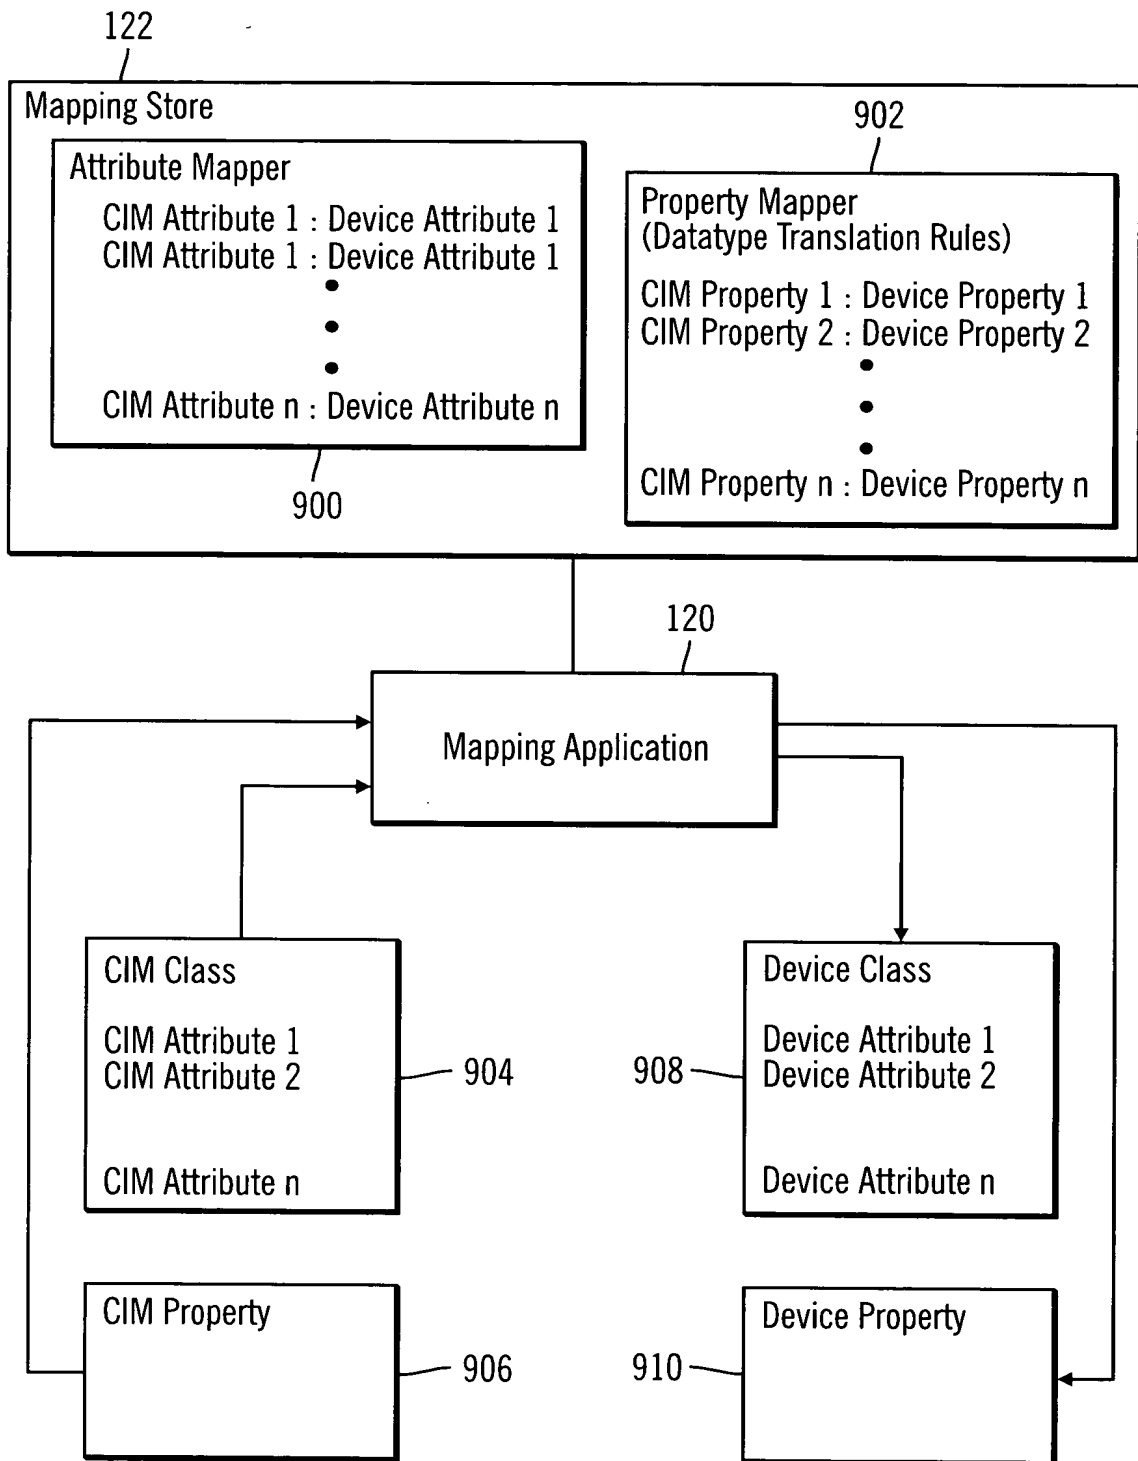 122
Mapping Store
902
Attribute Mapper
CIM Attribute 1 : Device Attribute 1
CIM Attribute 1 : Device Attribute 1
CIM Attribute n : Device Attribute n
900
Property Mapper
(Datatype Translation Rules)
CIM Property 1 : Device Property 1
CIM Property 2 : Device Property 2
CIM Property n : Device Property n
120
Mapping Application
CIM Class
CIM Attribute 1
CIM Attribute 2
CIM Attribute n
904
908
Device Class
Device Attribute 1
Device Attribute 2
Device Attribute n
CIM Property
906
910
Device Property